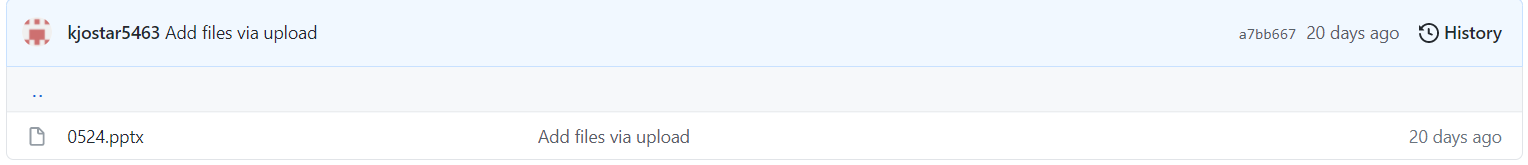 kjostar5463 Add files via upload a7bb667 20 days ago History
..
0524.pptx Add files via upload 20 days ago